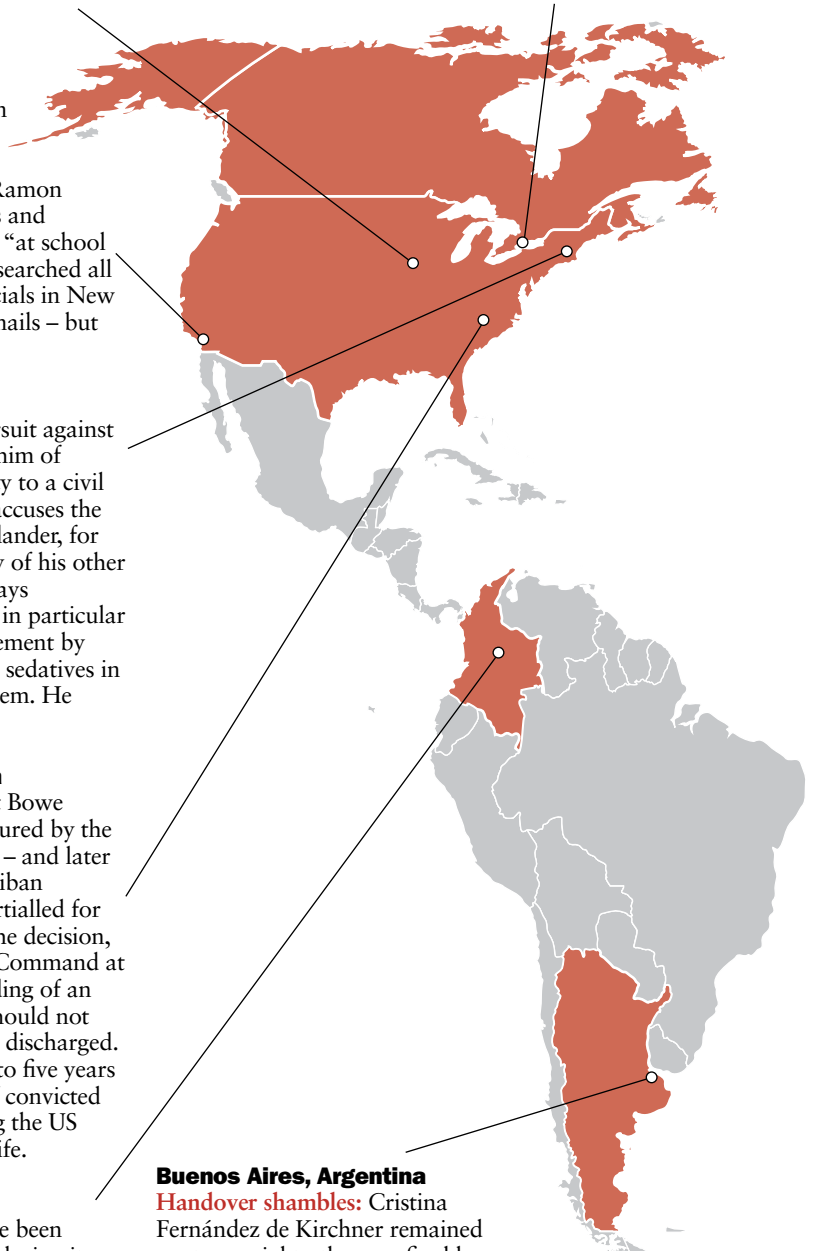 Ramon
s and
“at school
searched all
cials in New
nails – but
suit against
him of
y to a civil
accuses the
lander, for
y of his other
ays
in particular
ement by
sedatives in
em. He
Bowe
ured by the
– and later
iban
rtialled for
ne decision,
Command at
ling of an
hould not
discharged.
to five years
convicted
g the US
ife.
e been
Buenos Aires, Argentina
Handover shambles: Cristina
Fernández de Kirchner remained